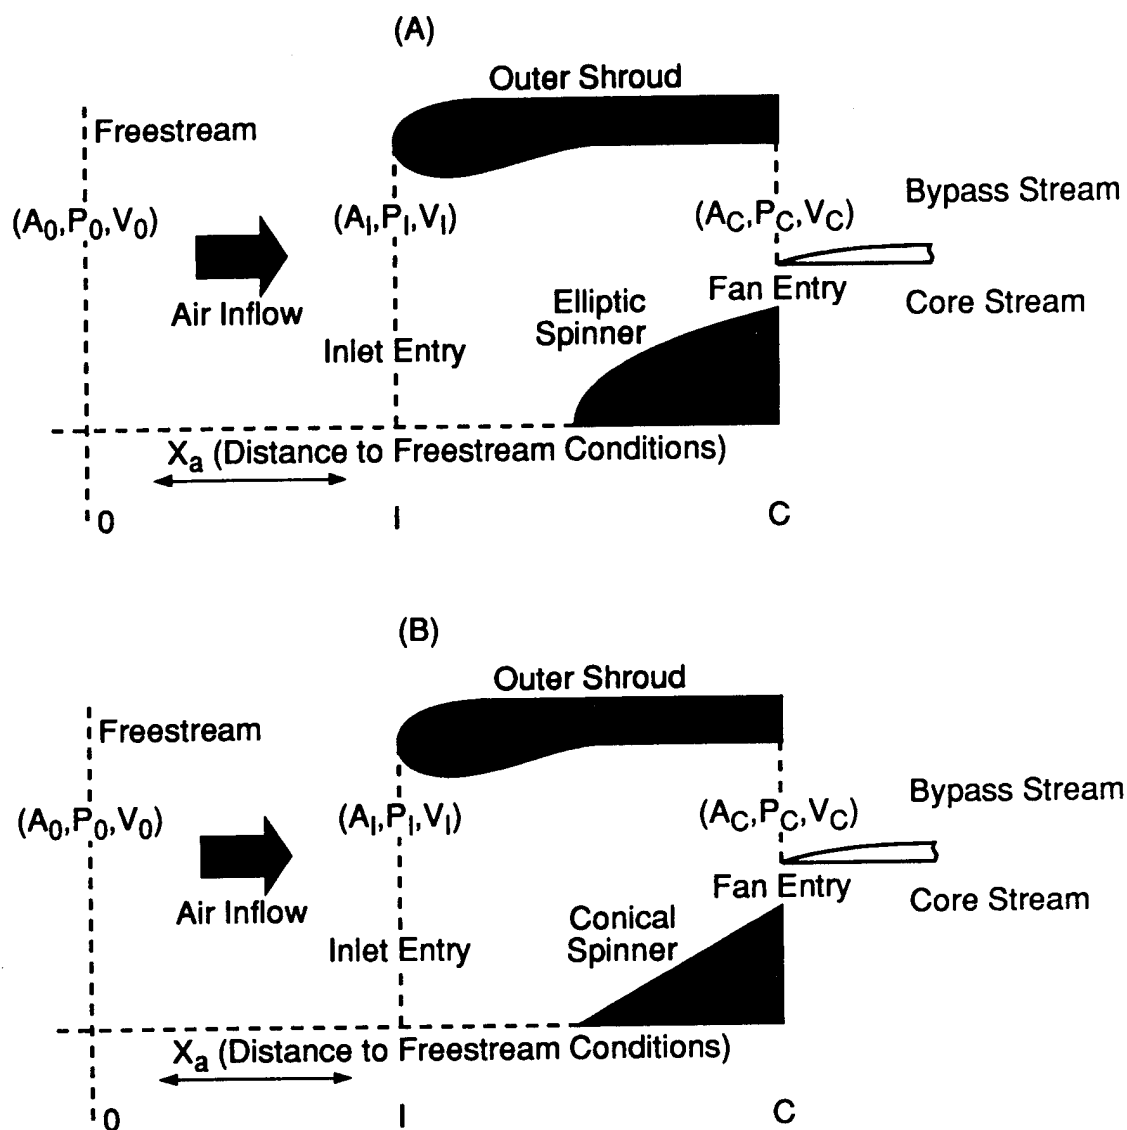 (A)
Outer Shroud
Freestream
(A0,P0,V0)
(AI,PI,VI)
(AC,PC,VC)
Bypass Stream
Air Inflow
Elliptic
Spinner
Fan Entry
Core Stream
Inlet Entry
Xa (Distance to Freestream Conditions)
0
I
C
(B)
Outer Shroud
Freestream
(A0,P0,V0)
(AI,PI,VI)
(AC,PC,VC)
Bypass Stream
Air Inflow
Conical
Spinner
Fan Entry
Core Stream
Inlet Entry
Xa (Distance to Freestream Conditions)
0
I
C